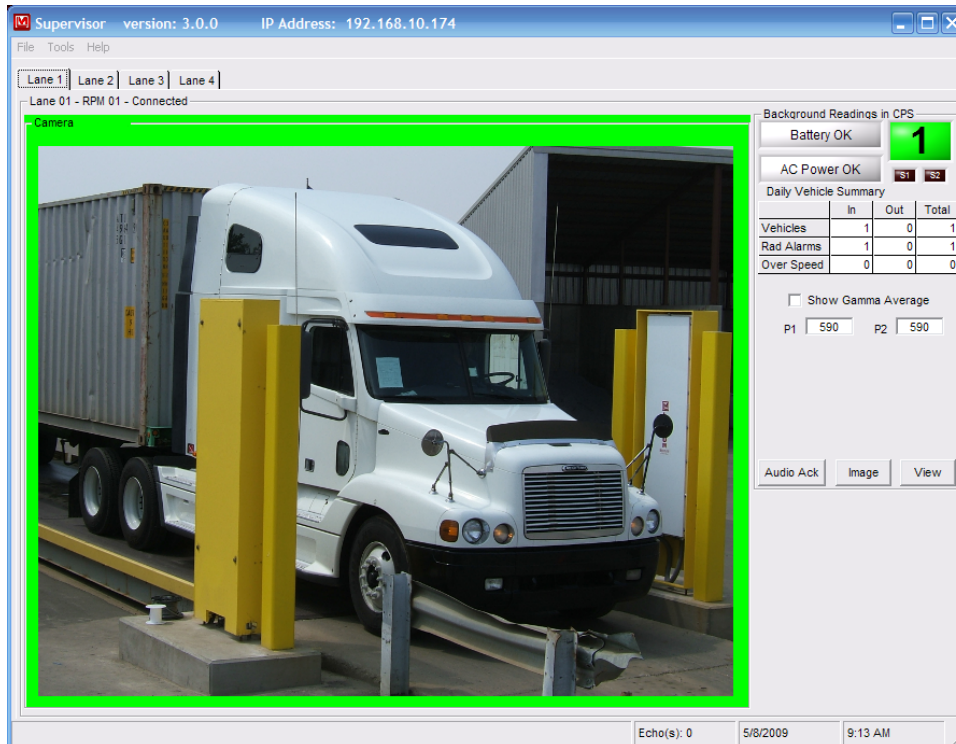 M Supervisor version: 3.0.0 IP Address: 192.168.10.174
File Tools Help
Lane 1 Lane 2 Lane 3 Lane 4
Lane 01 - RPM 01 - Connected
Camera
Background Readings in CPS
Battery OK
1
AC Power OK
"S1 "S2
Daily Vehicle Summary
In Out Total
Vehicles 1 0 1
Rad Alarms 1 0 1
Over Speed 0 0 0
Show Gamma Average
P1 590 P2 590
Audio Ack Image View
Echo(s): 0 5/8/2009 9:13 AM